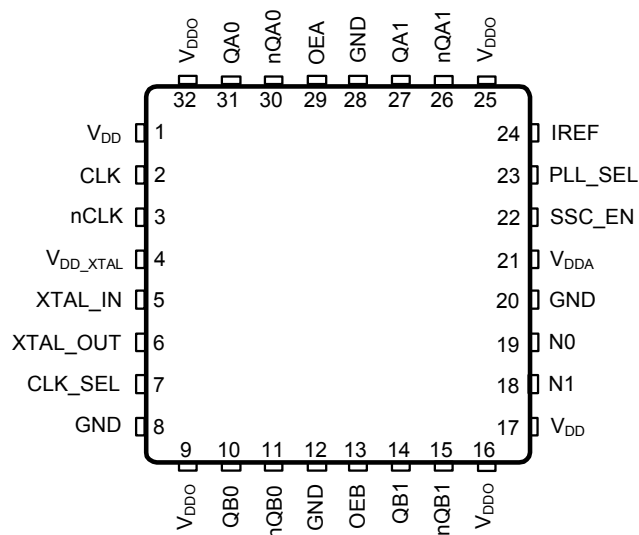 VDDO QA0 nQA0 OEA GND QA1 nQA1 VDDO
32 31 30 29 28 27 26 25
VDD 1 24 IREF
CLK 2 23 PLL_SEL
nCLK 3 22 SSC_EN
VDD_XTAL 4 21 VDDA
XTAL_IN 5 20 GND
XTAL_OUT 6 19 N0
CLK_SEL 7 18 N1
GND 8 17 VDD
9 10 11 12 13 14 15 16
VDDO QB0 nQB0 GND OEB QB1 nQB1 VDDO